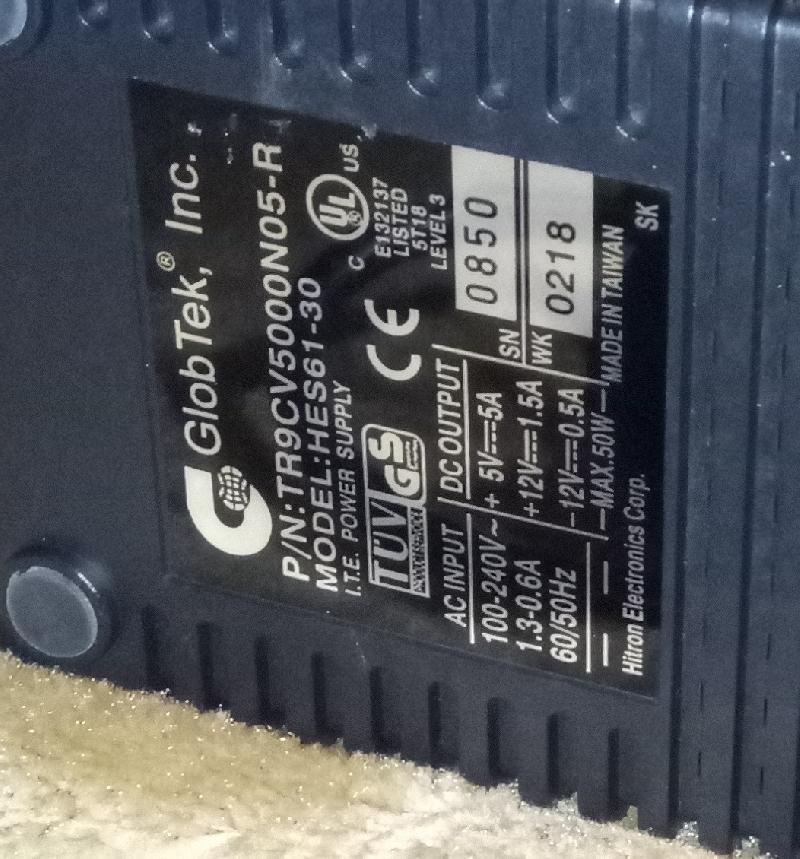 GlobTek,® Inc.
P/N:TR9CV5000N05-R
MODEL:HES61-30
I.T.E. POWER SUPPLY
TÜV
PRODUCT SERVICE
GS
CE
C UL® US
E132137
LISTED
5T18
LEVEL 3
AC INPUT
100-240V~
1.3-0.6A
60/50Hz
DC OUTPUT
+ 5V⎓5A
+12V⎓1.5A
-12V⎓0.5A
MAX.50W
SN 0850
WK 0218
MADE IN TAIWAN
Hitron Electronics Corp.
SK